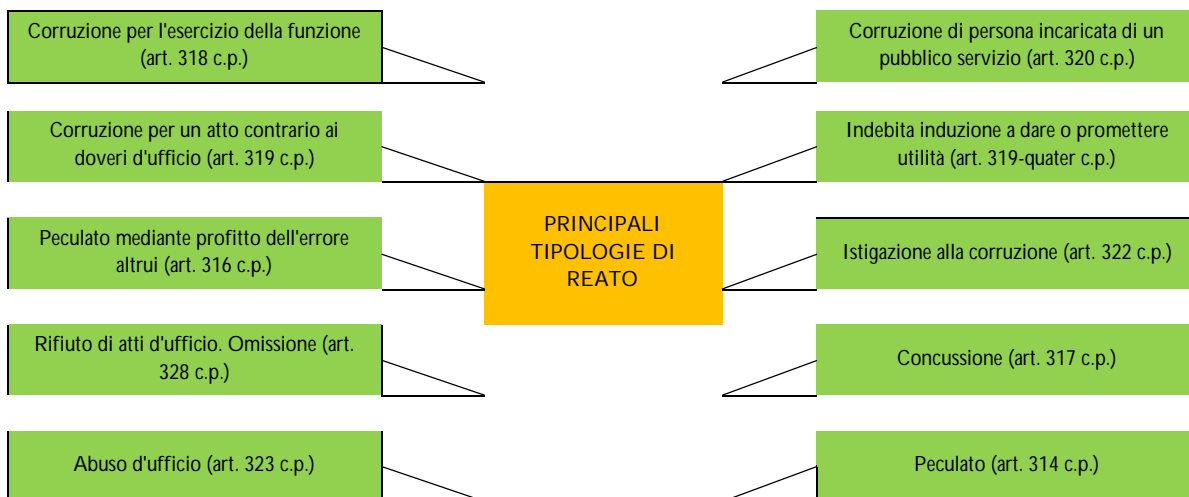 Corruzione per l'esercizio della funzione
(art. 318 c.p.)
Corruzione di persona incaricata di un
pubblico servizio (art. 320 c.p.)
Corruzione per un atto contrario ai
doveri d'ufficio (art. 319 c.p.)
Indebita induzione a dare o promettere
utilità (art. 319-quater c.p.)
PRINCIPALI
TIPOLOGIE DI
REATO
Peculato mediante profitto dell'errore
altrui (art. 316 c.p.)
Istigazione alla corruzione (art. 322 c.p.)
Rifiuto di atti d'ufficio. Omissione (art.
328 c.p.)
Concussione (art. 317 c.p.)
Abuso d'ufficio (art. 323 c.p.)
Peculato (art. 314 c.p.)